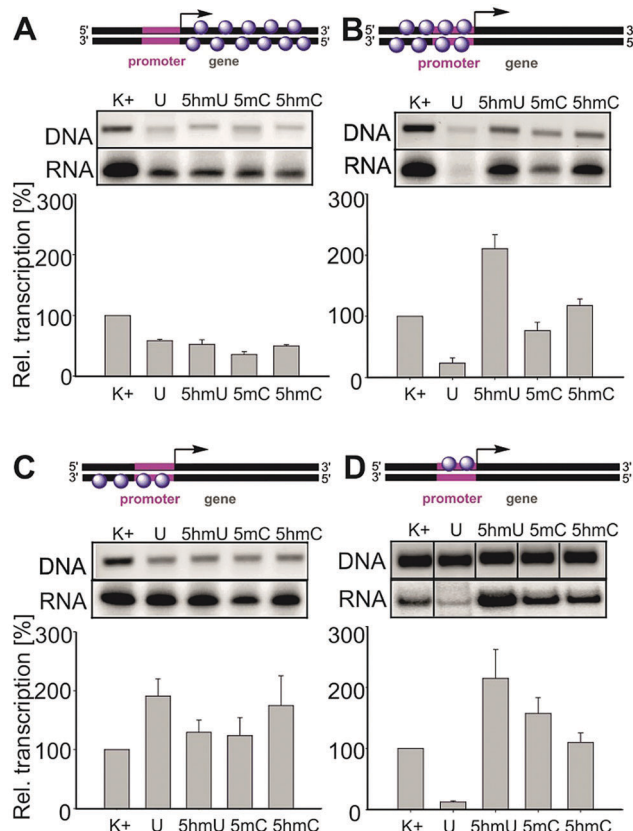 A
5' 3'
3' 5'
promoter gene
K+ U 5hmU 5mC 5hmC
DNA
RNA
Rel. transcription [%]
300
200
100
0
K+ U 5hmU 5mC 5hmC
B
5' 3'
3' 5'
promoter gene
K+ U 5hmU 5mC 5hmC
DNA
RNA
300
200
100
0
K+ U 5hmU 5mC 5hmC
C
5' 3'
3' 5'
promoter gene
K+ U 5hmU 5mC 5hmC
DNA
RNA
Rel. transcription [%]
300
200
100
0
K+ U 5hmU 5mC 5hmC
D
5' 3'
3' 5'
promoter gene
K+ U 5hmU 5mC 5hmC
DNA
RNA
300
200
100
0
K+ U 5hmU 5mC 5hmC